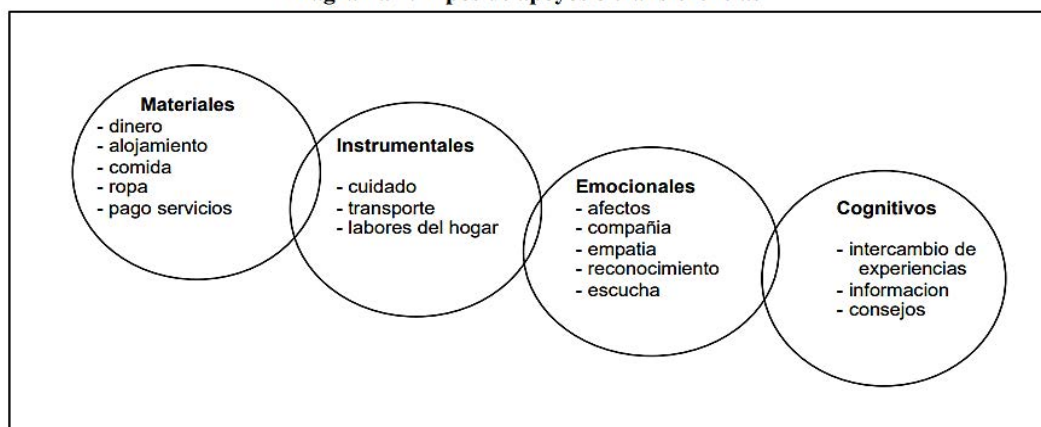 Materiales
- dinero
- alojamiento
- comida
- ropa
- pago servicios
Instrumentales
- cuidado
- transporte
- labores del hogar
Emocionales
- afectos
- compañia
- empatia
- reconocimiento
- escucha
Cognitivos
- intercambio de
experiencias
- informacion
- consejos